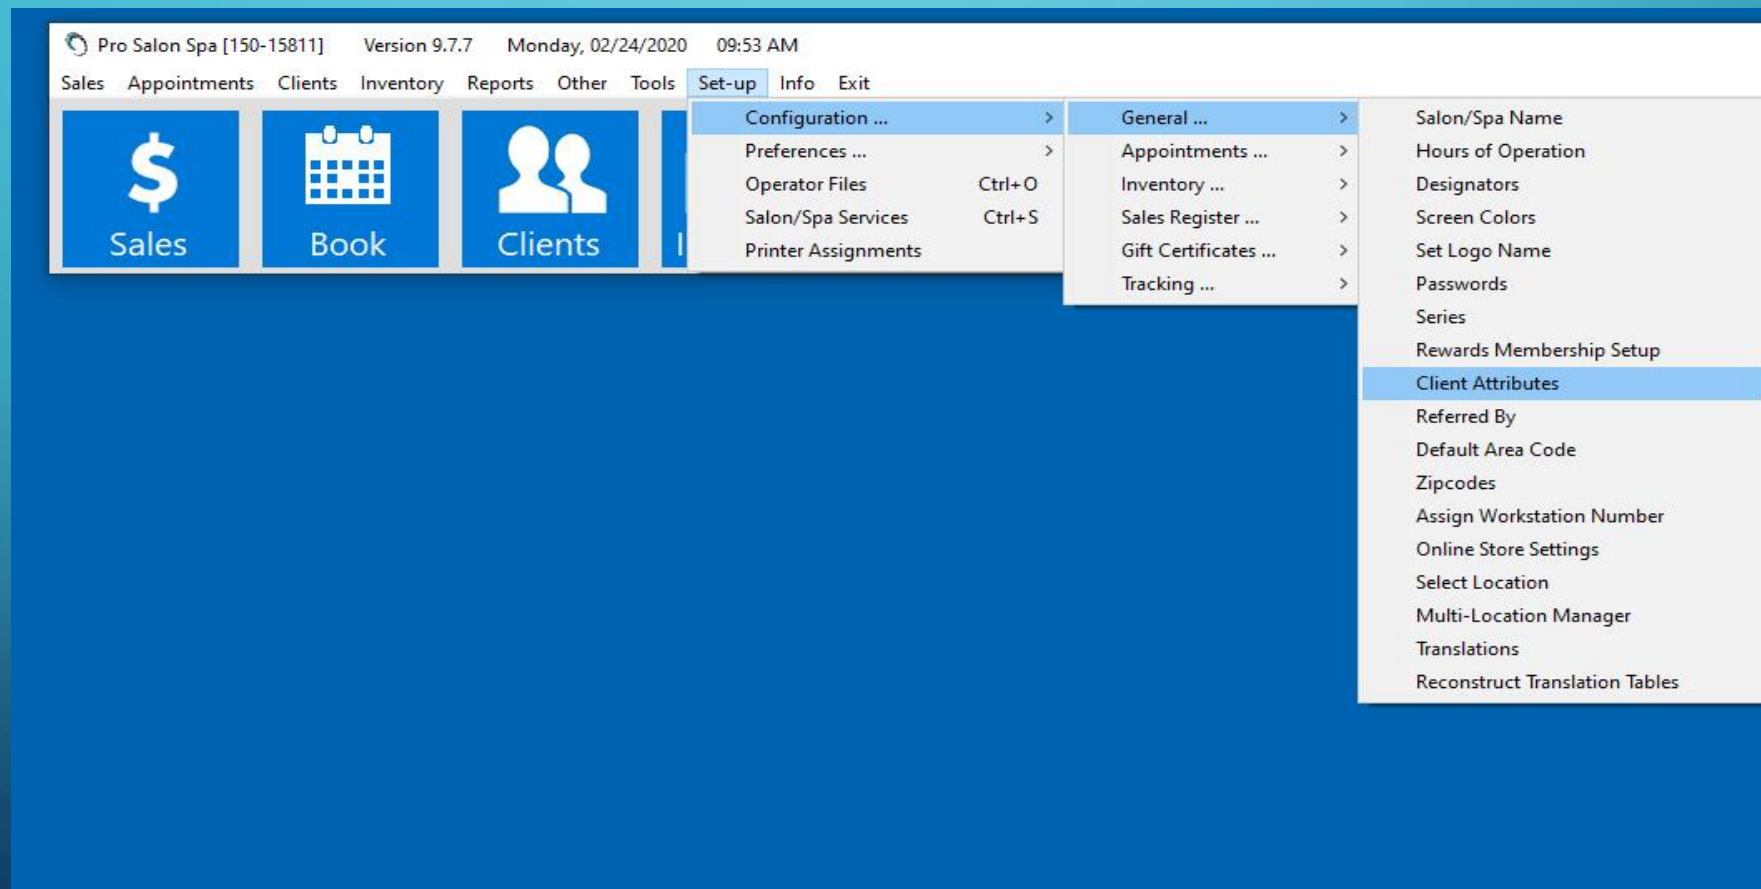 Pro Salon Spa [150-15811] Version 9.7.7 Monday, 02/24/2020 09:53 AM
Sales Appointments Clients Inventory Reports Other Tools Set-up Info Exit
Sales
Book
Clients
Configuration ...
Preferences ...
Operator Files Ctrl+O
Salon/Spa Services Ctrl+S
Printer Assignments
General ...
Appointments ...
Inventory ...
Sales Register ...
Gift Certificates ...
Tracking ...
Salon/Spa Name
Hours of Operation
Designators
Screen Colors
Set Logo Name
Passwords
Series
Rewards Membership Setup
Client Attributes
Referred By
Default Area Code
Zipcodes
Assign Workstation Number
Online Store Settings
Select Location
Multi-Location Manager
Translations
Reconstruct Translation Tables